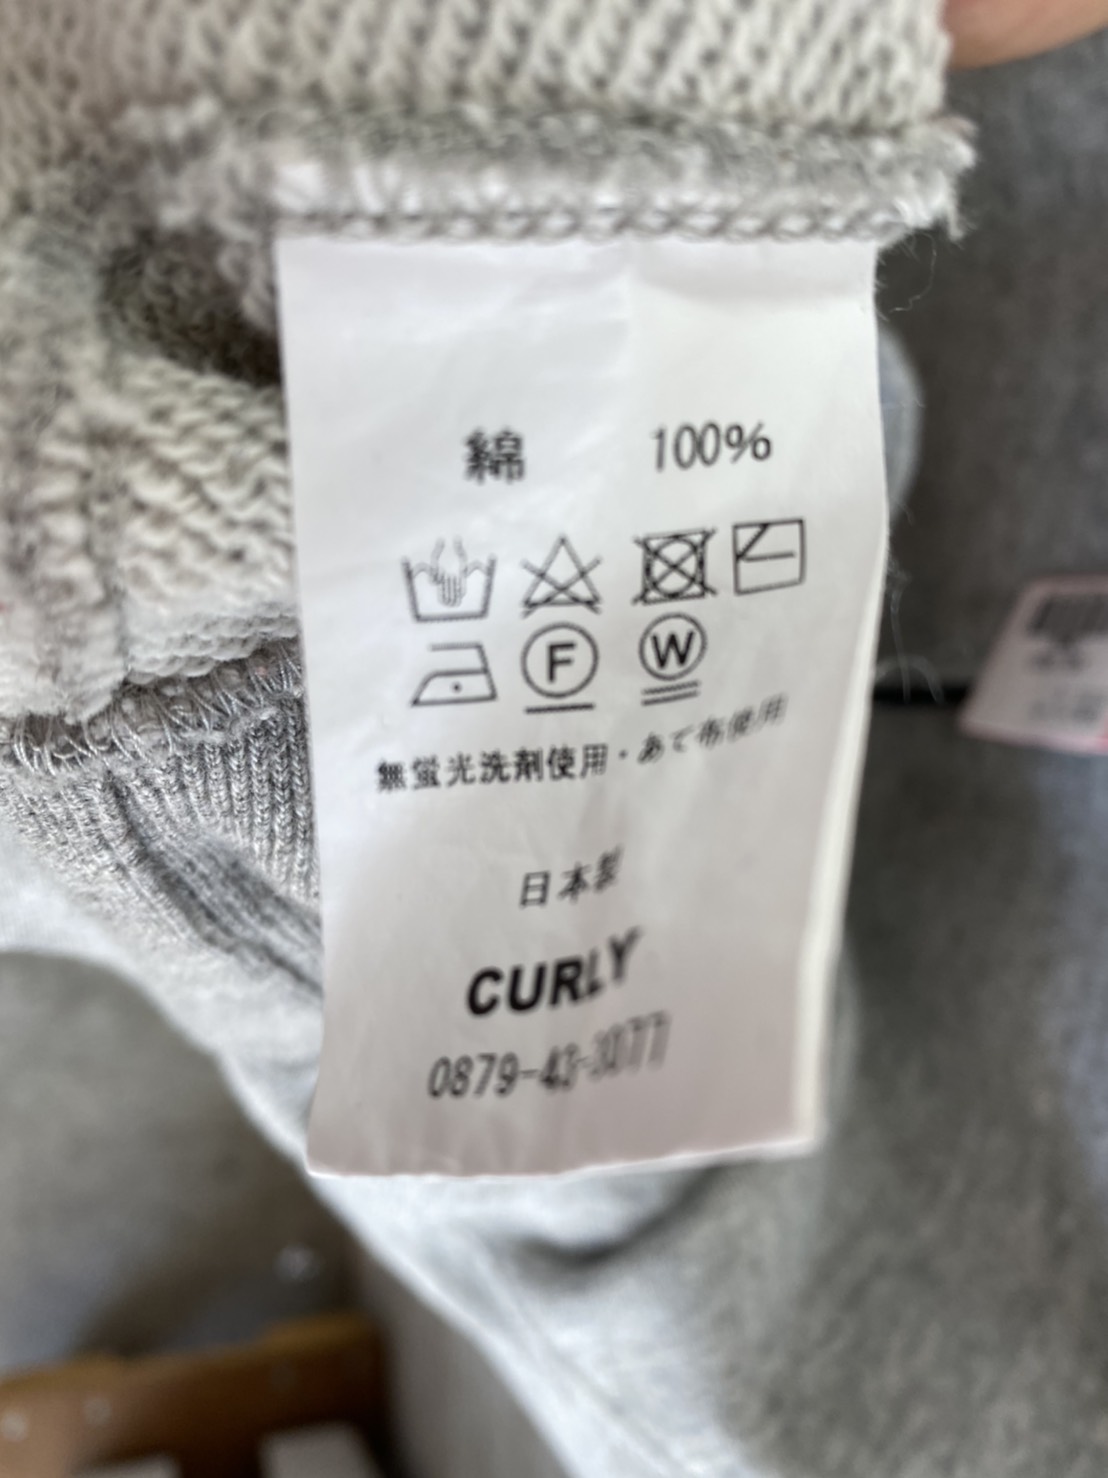 綿 100%
F W
無蛍光洗剤使用・あて布使用
日本製
CURLY
0879-43-3077